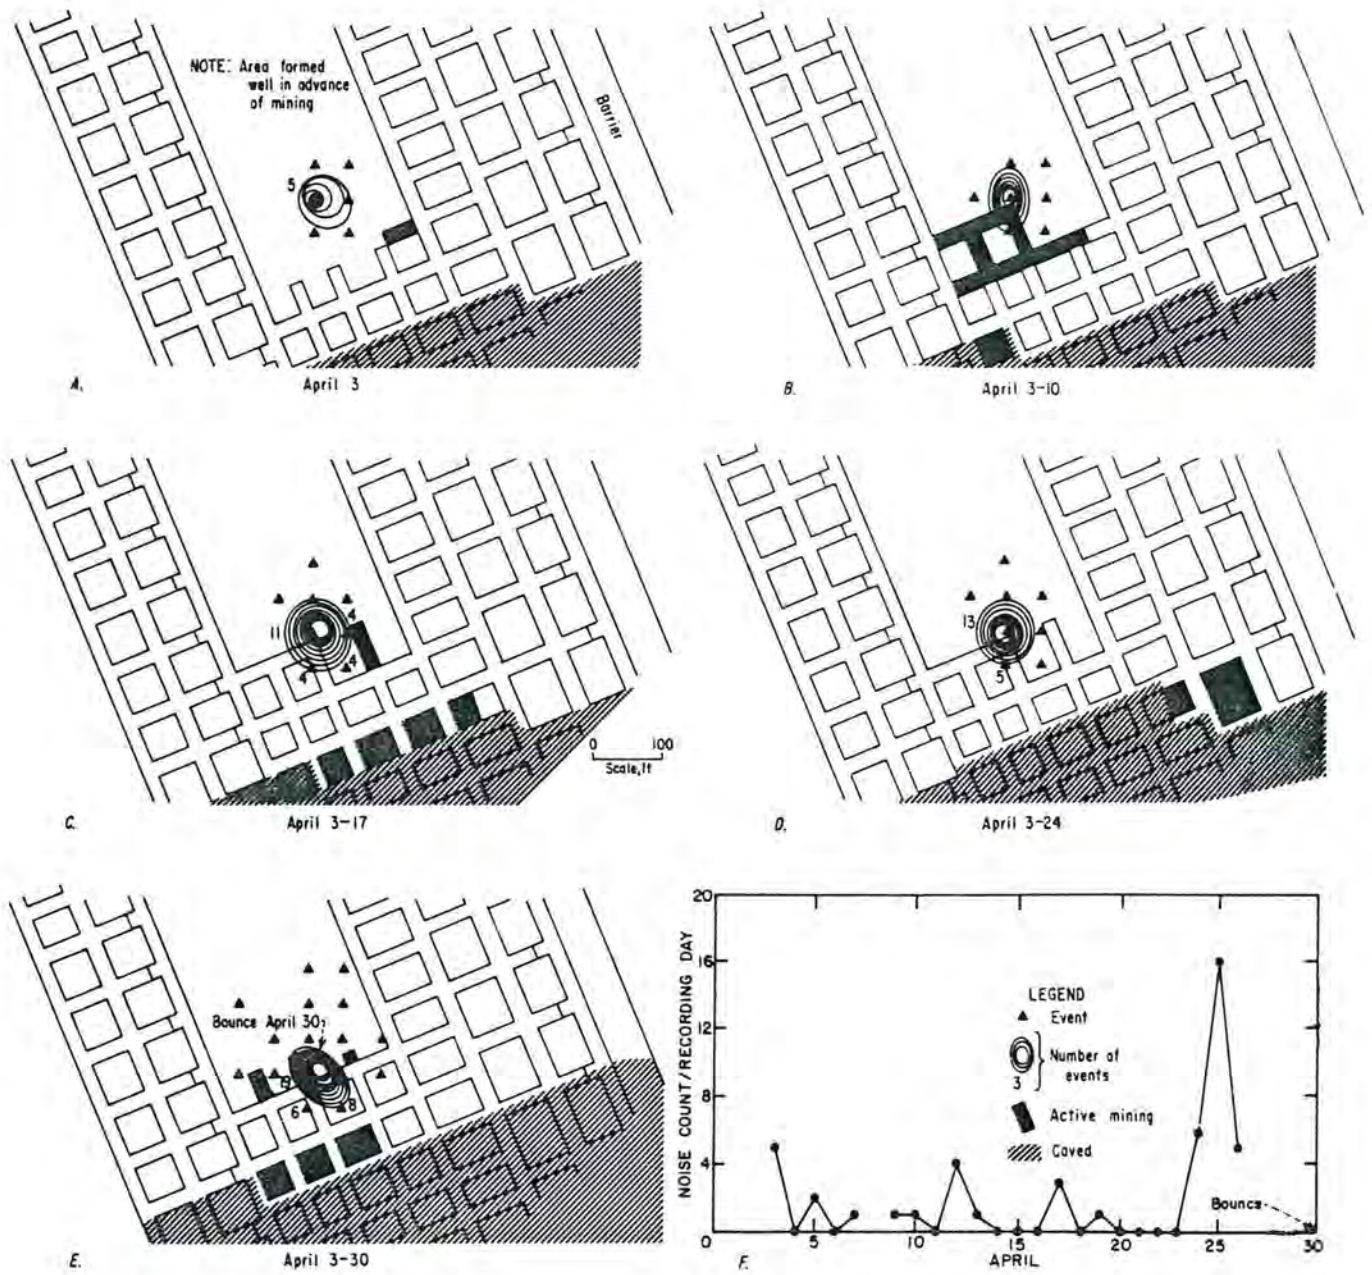 NOTE: Area formed
well in advance
of mining
Barrier
5
A.
April 3
B.
April 3-10
11
4
4
4
0 100
Scale, ft
C.
April 3-17
13
5
D.
April 3-24
Bounce April 30
6
8
E.
April 3-30
NOISE COUNT/RECORDING DAY
20
16
12
8
4
0
LEGEND
Event
Number of
events
3
Active mining
Caved
Bounce
5 10 15 20 25 30
APRIL
F.